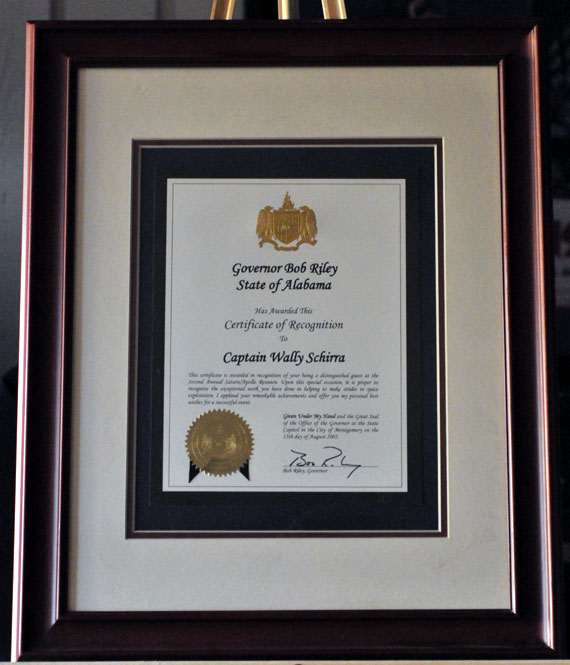 Governor Bob Riley
State of Alabama
Has Awarded This
Certificate of Recognition
To
Captain Wally Schirra
This certificate is awarded in recognition of your being a distinguished guest at the
Second Annual Saturn/Apollo Reunion. Upon this special occasion, it is proper to
recognize the exceptional work you have done in helping to make strides in space
exploration. I applaud your remarkable achievements and offer you my personal best
wishes for a successful event.
Given Under My Hand and the Great Seal
of the Office of the Governor at the State
Capitol in the City of Montgomery on the
15th day of August 2005.
Bob Riley
Bob Riley, Governor